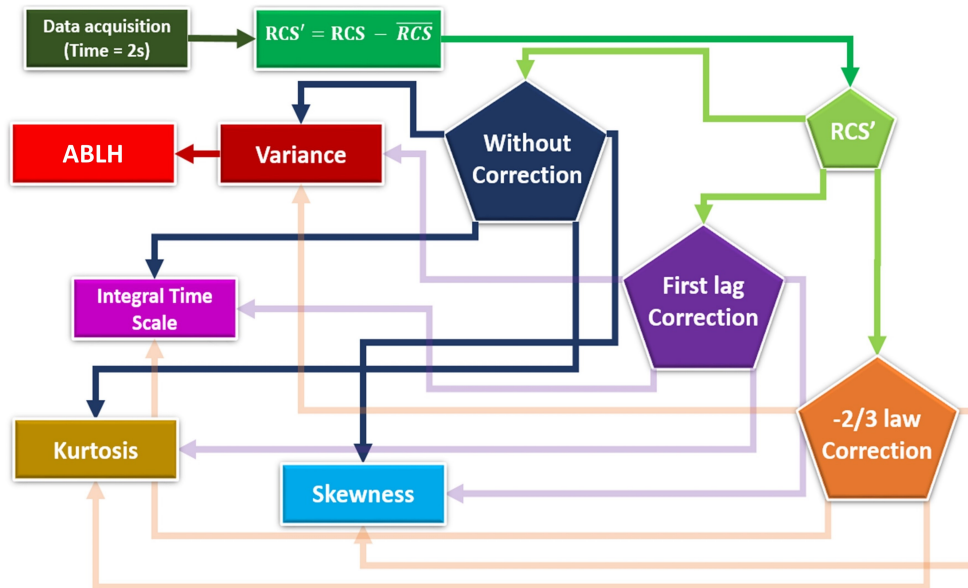 Data acquisition
(Time = 2s)
RCS′ = RCS − \overline{RCS}
RCS'
Without
Correction
ABLH
Variance
First lag
Correction
Integral Time
Scale
-2/3 law
Correction
Kurtosis
Skewness